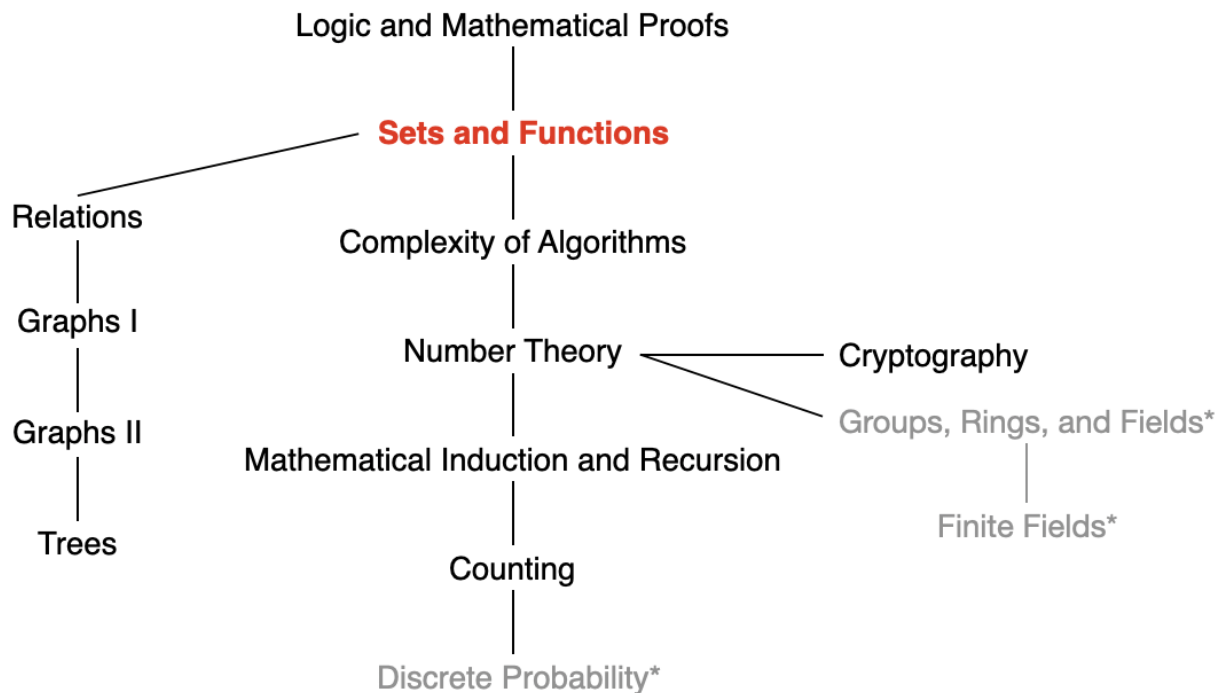 Logic and Mathematical Proofs
Sets and Functions
Relations
Complexity of Algorithms
Graphs I
Number Theory
Cryptography
Groups, Rings, and Fields*
Graphs II
Mathematical Induction and Recursion
Finite Fields*
Trees
Counting
Discrete Probability*